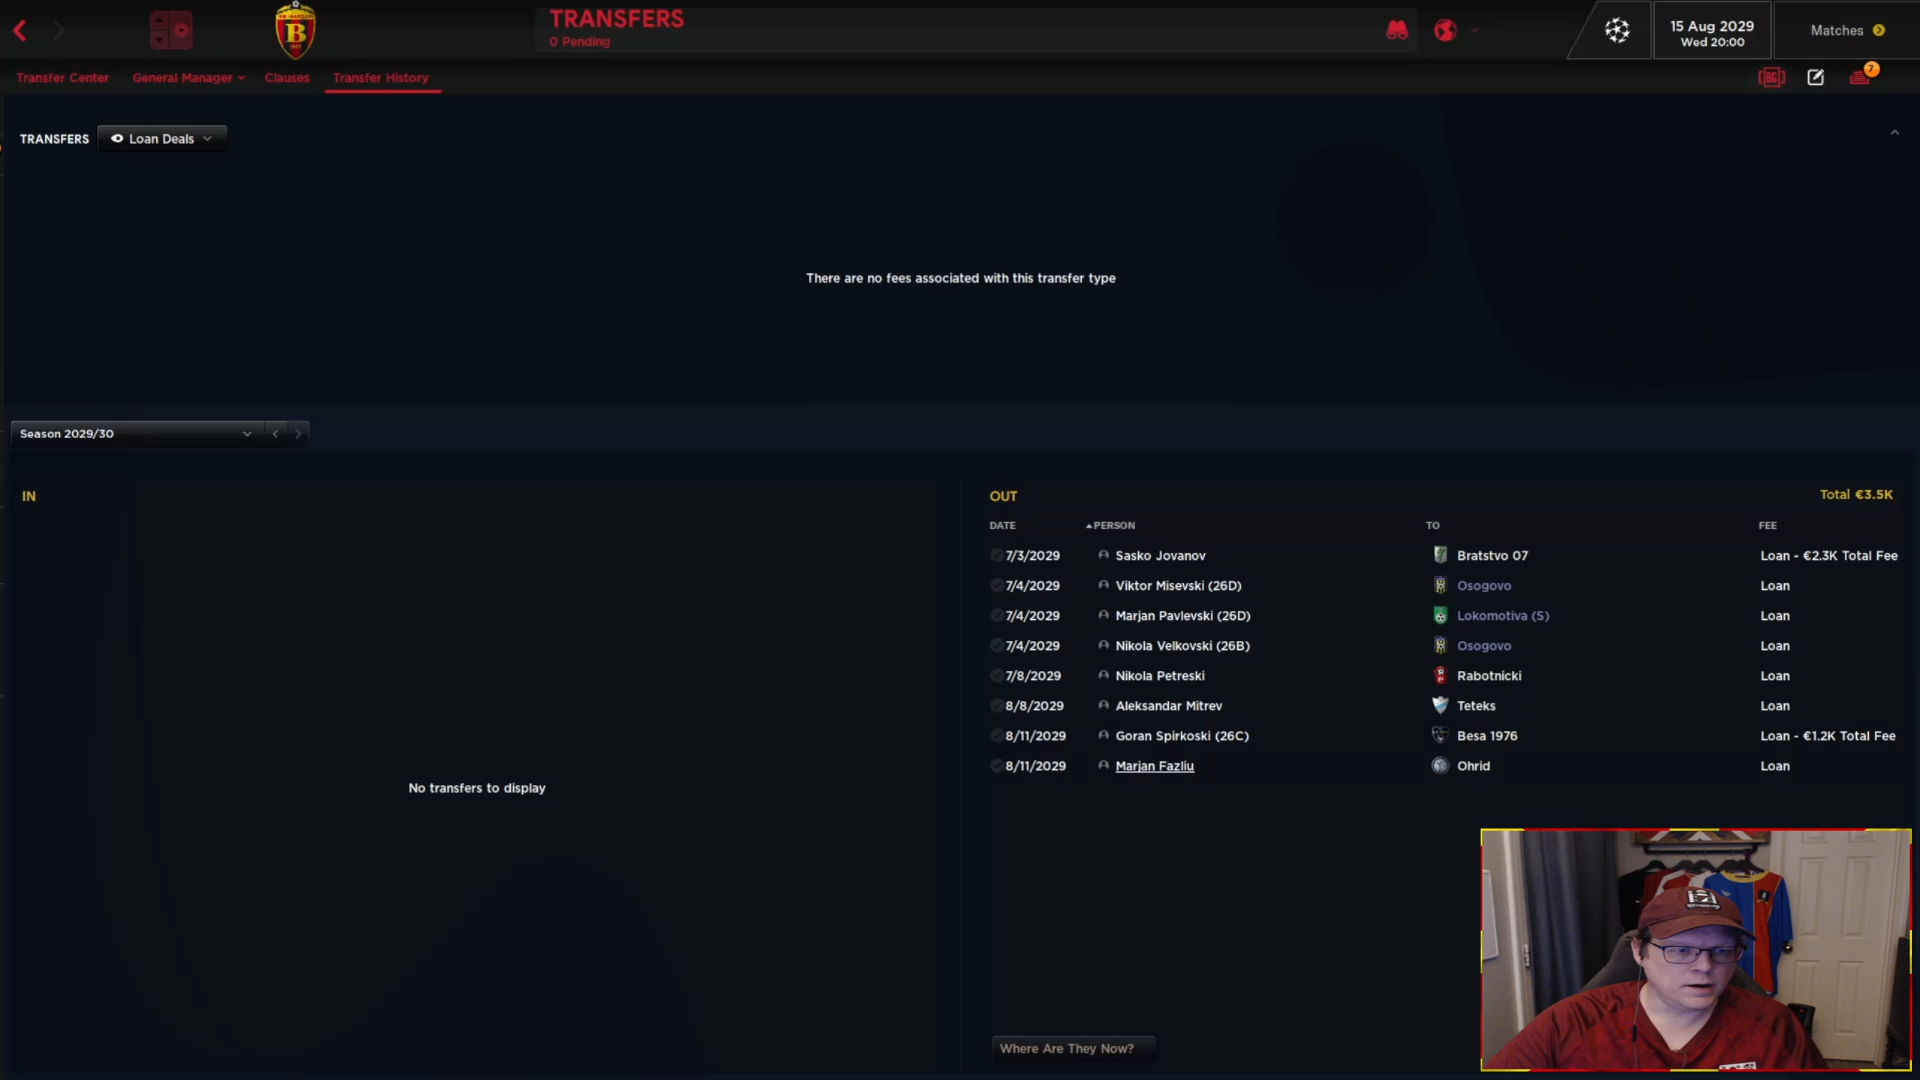 TRANSFERS
0 Pending
15 Aug 2029
Wed 20:00
Matches
Transfer Center
General Manager
Clauses
Transfer History
BG
7
TRANSFERS
Loan Deals
There are no fees associated with this transfer type
Season 2029/30
IN
No transfers to display
OUT
Total €3.5K
DATE PERSON TO FEE
7/3/2029 Sasko Jovanov Bratstvo 07 Loan - €2.3K Total Fee
7/4/2029 Viktor Misevski (26D) Osogovo Loan
7/4/2029 Marjan Pavlevski (26D) Lokomotiva (S) Loan
7/4/2029 Nikola Velkovski (26B) Osogovo Loan
7/8/2029 Nikola Petreski Rabotnicki Loan
8/8/2029 Aleksandar Mitrev Teteks Loan
8/11/2029 Goran Spirkoski (26C) Besa 1976 Loan - €1.2K Total Fee
8/11/2029 Marjan Fazliu Ohrid Loan
Where Are They Now?